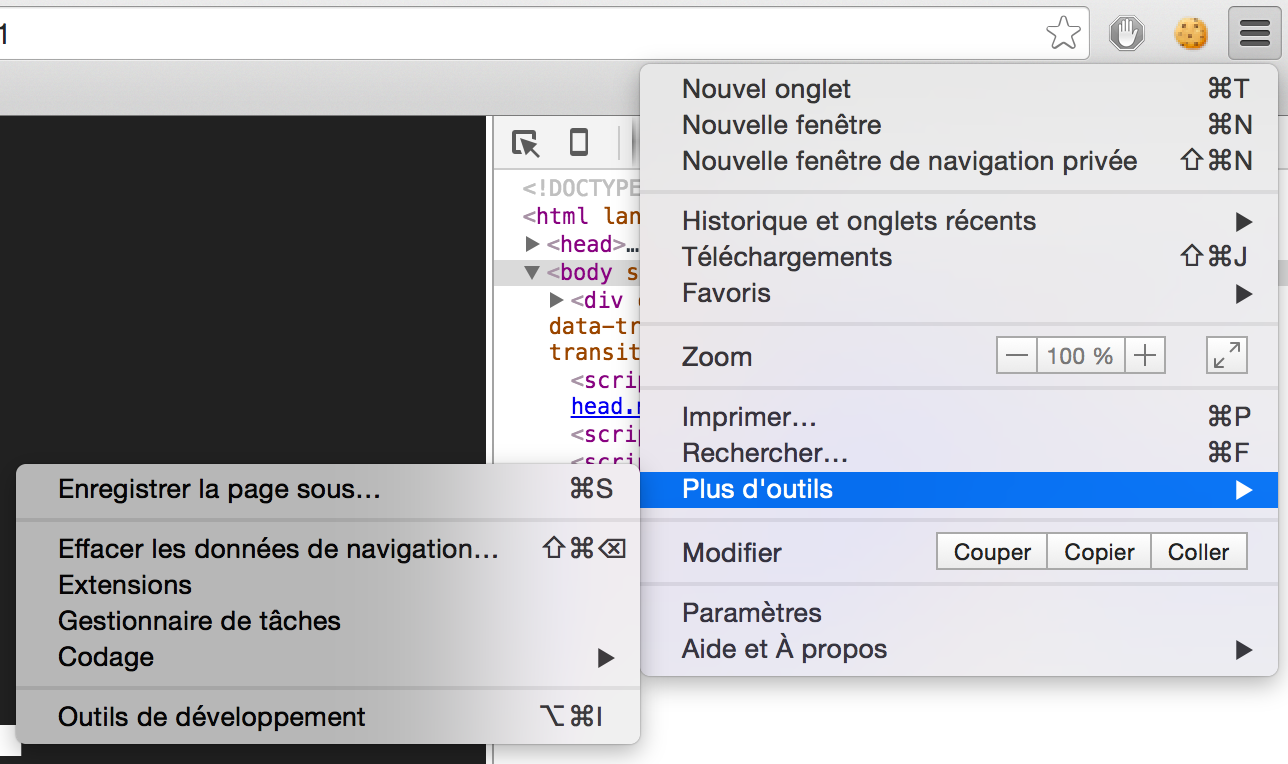 1
Nouvel onglet ⌘T
Nouvelle fenêtre ⌘N
Nouvelle fenêtre de navigation privée ⇧⌘N
Historique et onglets récents ▶
Téléchargements ⇧⌘J
Favoris ▶
Zoom — 100 % +
Imprimer… ⌘P
Rechercher… ⌘F
Plus d'outils ▶
Modifier Couper Copier Coller
Paramètres
Aide et À propos ▶
<!DOCTYPE
<html lan
▶ <head>…
▼ <body s
▶ <div
data-tr
transit
<scrip
head.
<scrip
<scrip
Enregistrer la page sous… ⌘S
Effacer les données de navigation… ⇧⌘⌫
Extensions
Gestionnaire de tâches
Codage ▶
Outils de développement ⌥⌘I